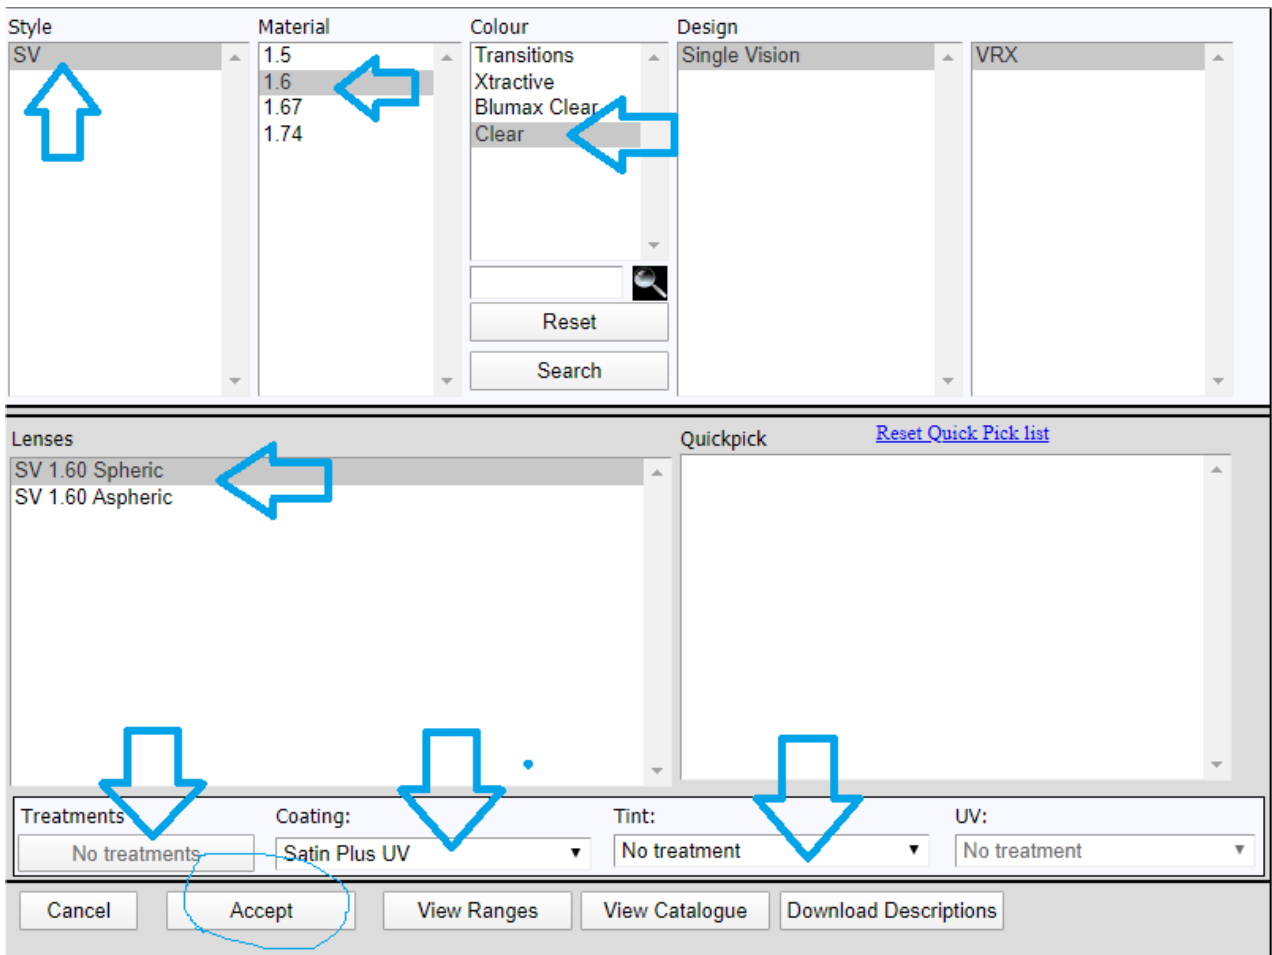 Style Material Colour Design
SV 1.5 Transitions Single Vision VRX
1.6 Xtractive
1.67 Blumax Clear
1.74 Clear
Reset
Search
Lenses Quickpick Reset Quick Pick list
SV 1.60 Spheric
SV 1.60 Aspheric
Treatments Coating: Tint: UV:
No treatments Satin Plus UV No treatment No treatment
Cancel Accept View Ranges View Catalogue Download Descriptions